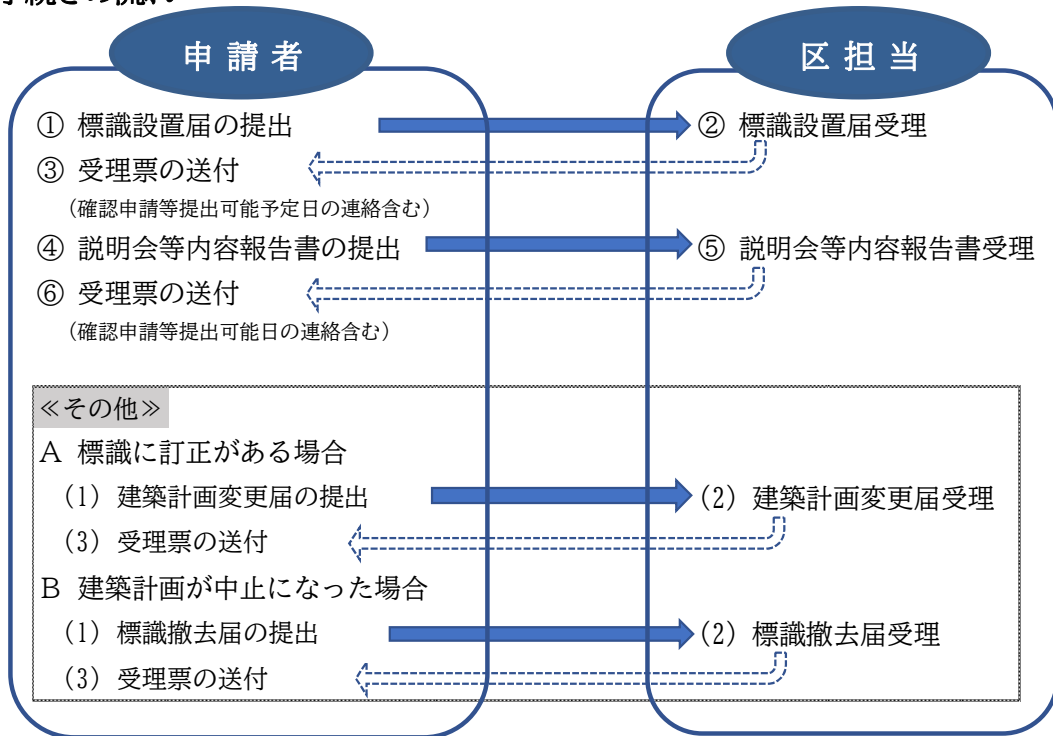 申請者
区担当
① 標識設置届の提出
② 標識設置届受理
③ 受理票の送付
（確認申請等提出可能予定日の連絡含む）
④ 説明会等内容報告書の提出
⑤ 説明会等内容報告書受理
⑥ 受理票の送付
（確認申請等提出可能日の連絡含む）
≪その他≫
A 標識に訂正がある場合
（1）建築計画変更届の提出
（2）建築計画変更届受理
（3）受理票の送付
B 建築計画が中止になった場合
（1）標識撤去届の提出
（2）標識撤去届受理
（3）受理票の送付